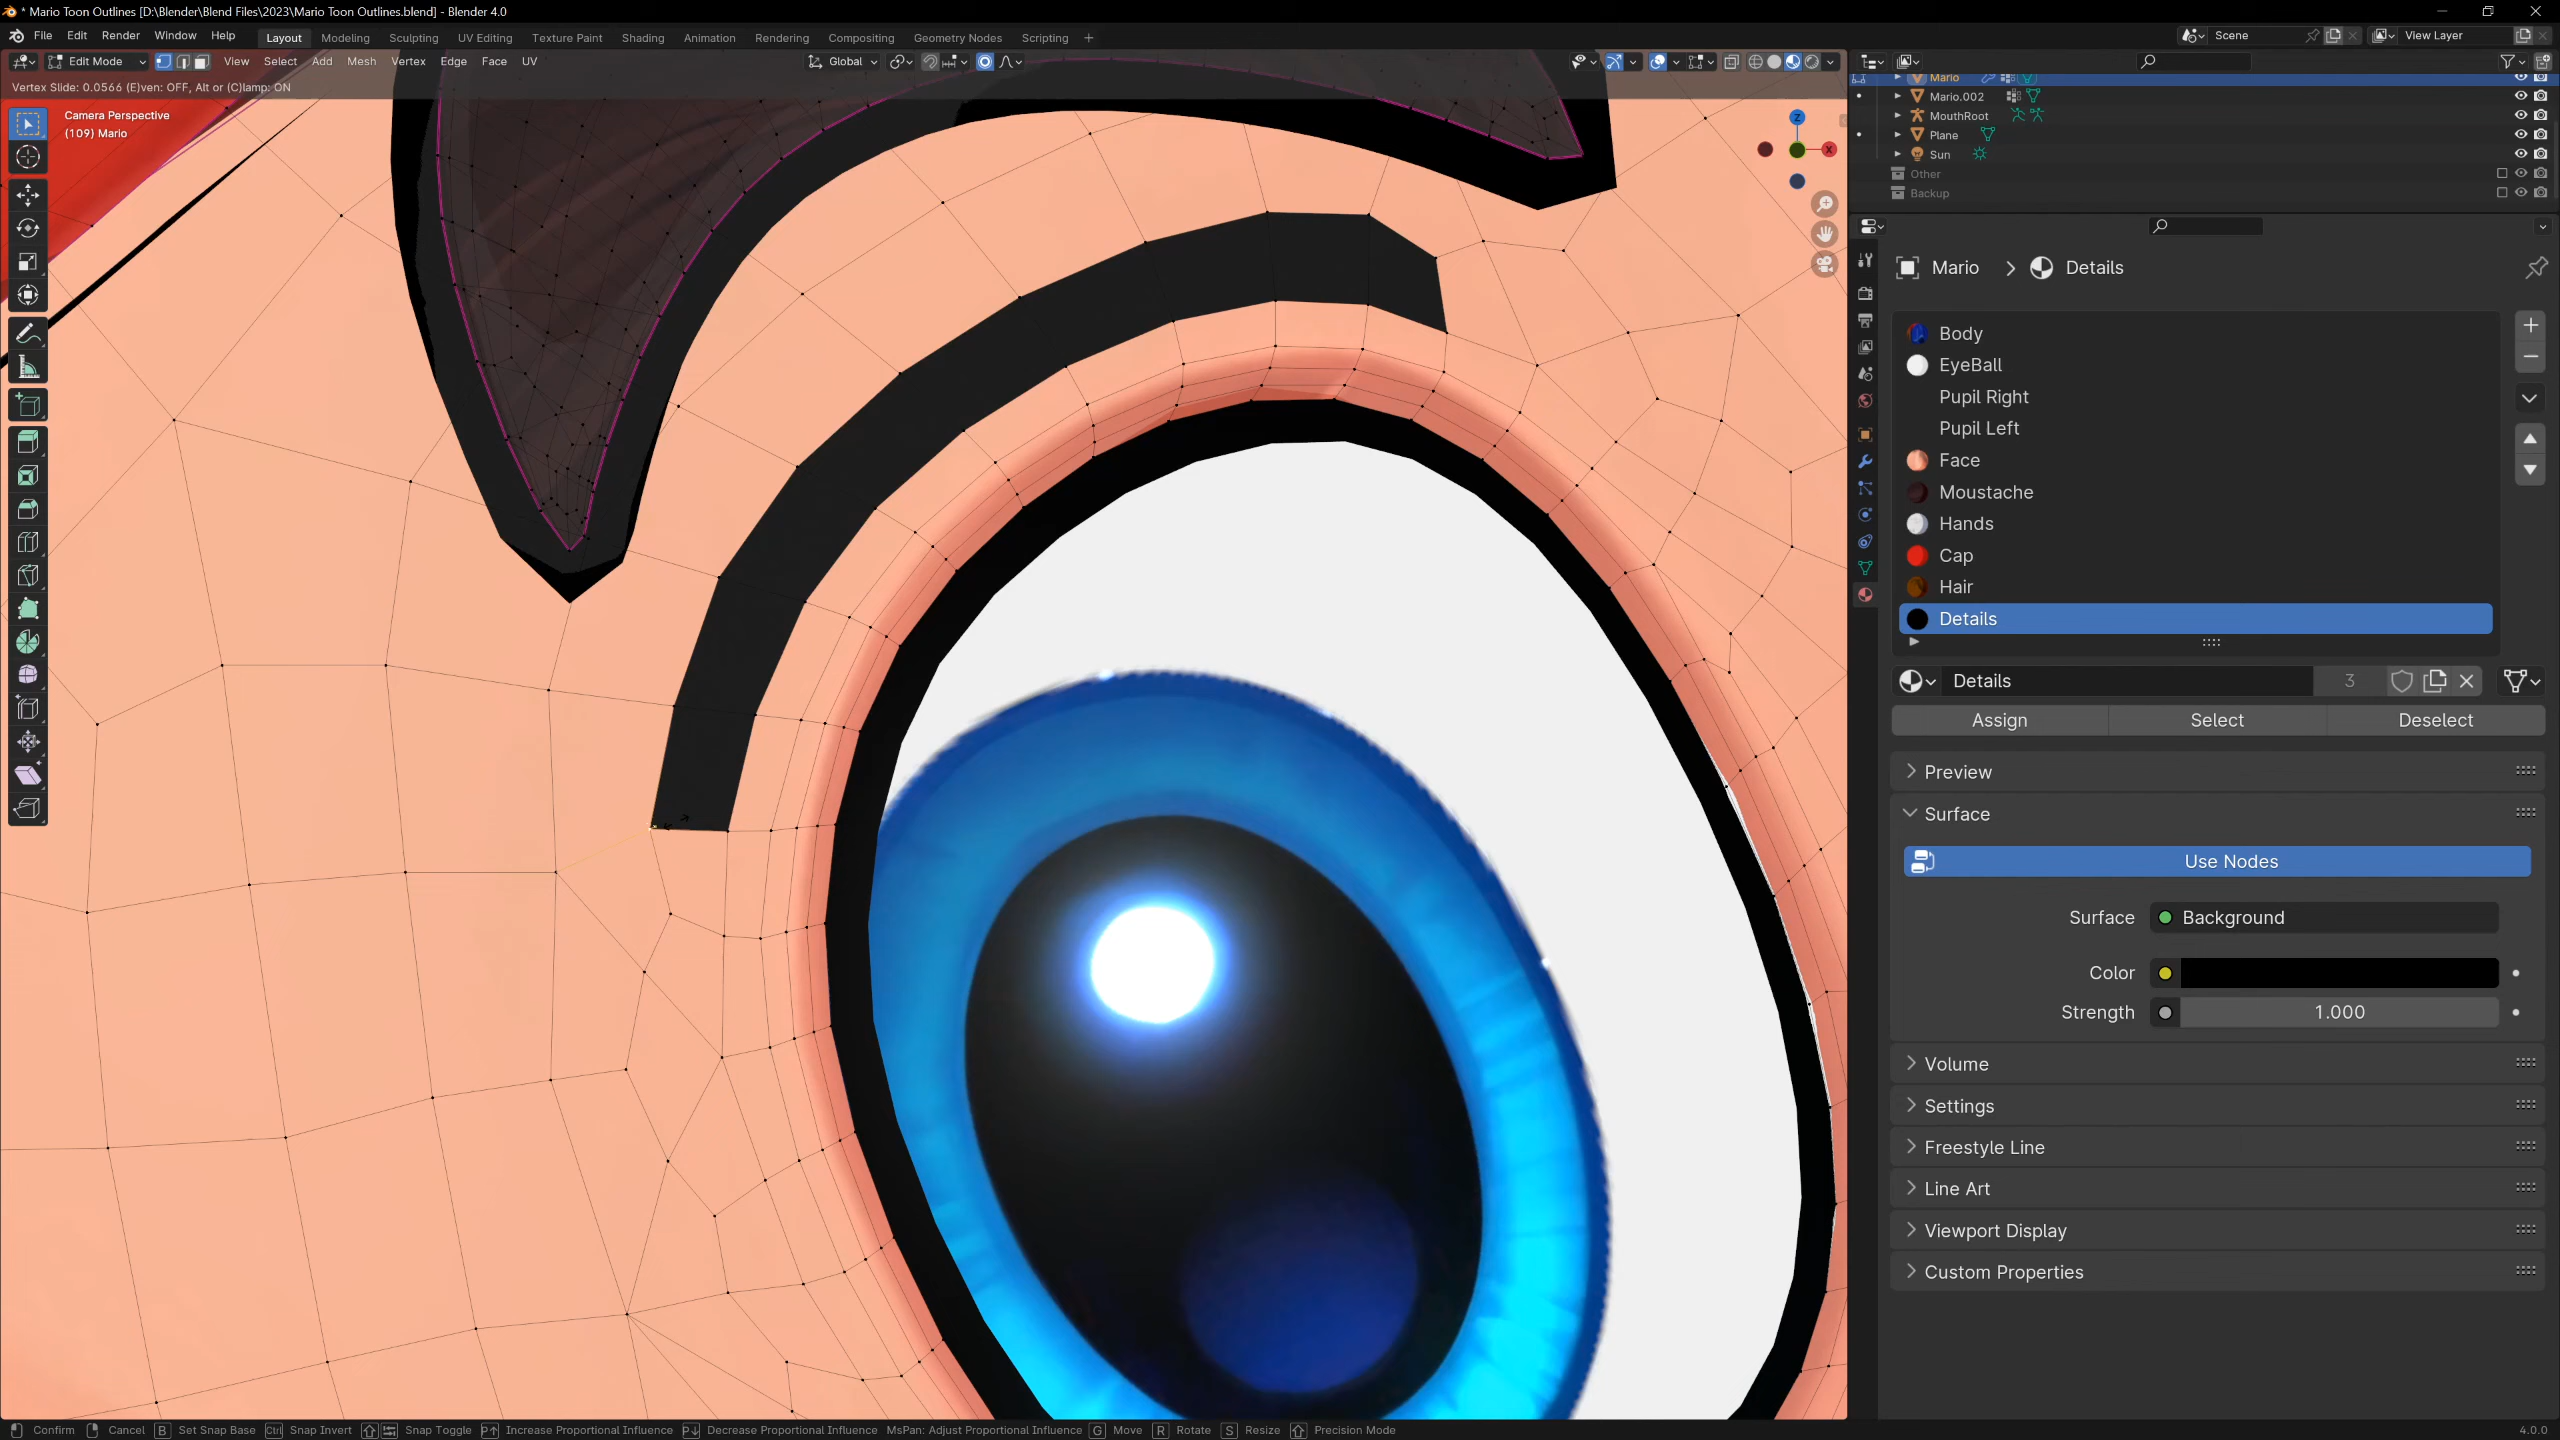 * Mario Toon Outlines [D:\Blender\Blend Files\2023\Mario Toon Outlines.blend] - Blender 4.0
File Edit Render Window Help Layout Modeling Sculpting UV Editing Texture Paint Shading Animation Rendering Compositing Geometry Nodes Scripting + Scene View Layer
Edit Mode View Select Add Mesh Vertex Edge Face UV Global
Vertex Slide: 0.0566 (E)ven: OFF, Alt or (C)lamp: ON
Camera Perspective
(109) Mario
Z
X
Mario
Mario.002
MouthRoot
Plane
Sun
Other
Backup
Mario > Details
Body
EyeBall
Pupil Right
Pupil Left
Face
Moustache
Hands
Cap
Hair
Details
Details 3
Assign Select Deselect
Preview
Surface
Use Nodes
Surface Background
Color
Strength 1.000
Volume
Settings
Freestyle Line
Line Art
Viewport Display
Custom Properties
Confirm Cancel B Set Snap Base Ctrl Snap Invert Snap Toggle P↑ Increase Proportional Influence P↓ Decrease Proportional Influence MsPan: Adjust Proportional Influence G Move R Rotate S Resize Precision Mode 4.0.0